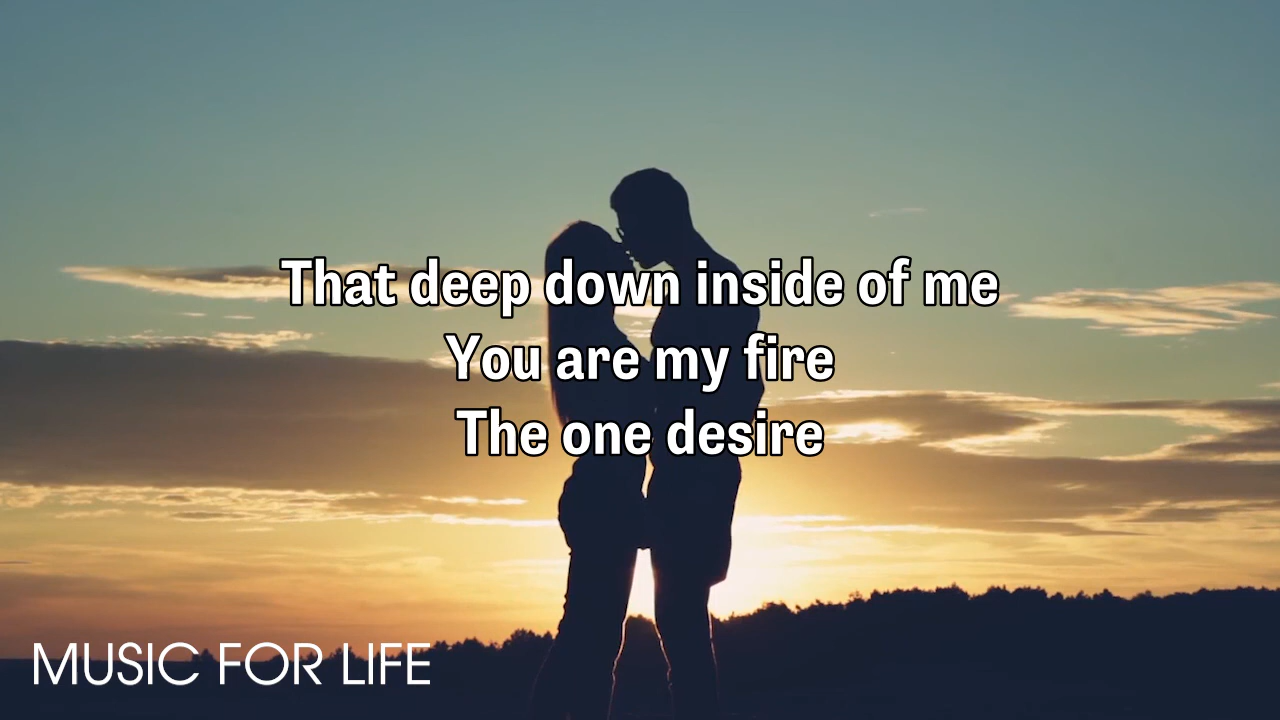 That deep down inside of me
You are my fire
The one desire
MUSIC FOR LIFE